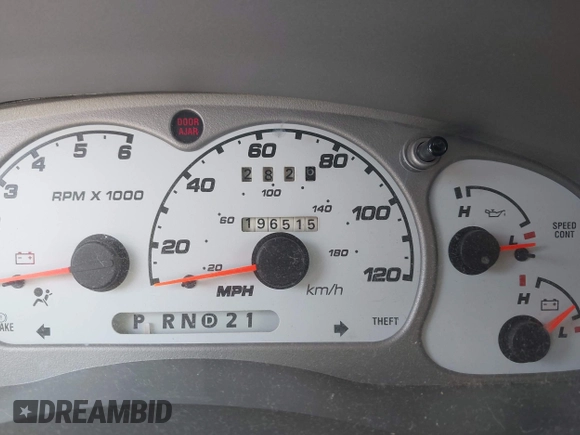 DOOR
AJAR
3 4 5 6
RPM X 1000
20 40 60 80 100 120
2 8 2
20 60 100 140 180
196515
MPH
km/h
P R N D 2 1
THEFT
AKE
H L
SPEED
CONT
H L
DREAMBID